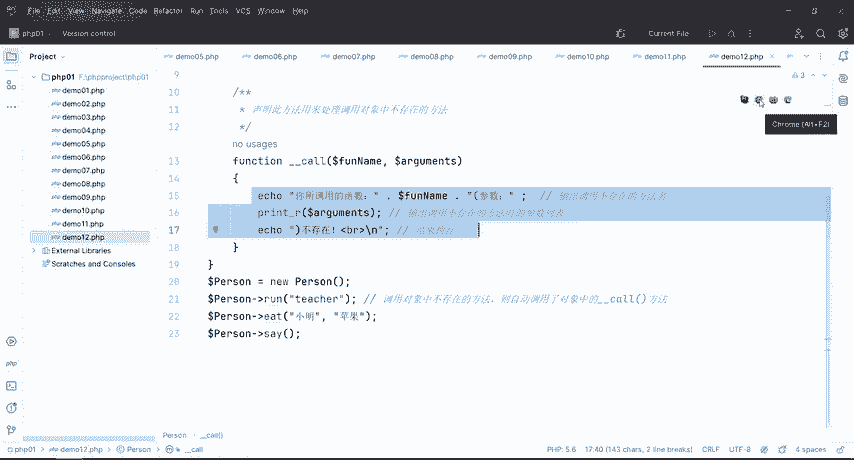 File Edit View Navigate Code Refactor Run Tools VCS Window Help
php01 Version control Current File
Project
demo05.php demo06.php demo07.php demo08.php demo09.php demo10.php demo11.php demo12.php
php01 F:\phpproject\php01
demo01.php
demo02.php
demo03.php
demo04.php
demo05.php
demo06.php
demo07.php
demo08.php
demo09.php
demo10.php
demo11.php
demo12.php
External Libraries
Scratches and Consoles
3
Chrome (Alt+F2)
9
10 /**
11 * 声明此方法用来处理调用对象中不存在的方法
12 */
no usages
13 function __call($funName, $arguments)
14 {
15 echo "你所调用的函数：" . $funName . "(参数：" ; // 输出调用不存在的方法名
16 print_r($arguments); // 输出调用不存在的方法时的参数列表
17 echo ")不存在！<br>\n"; // 结束换行
18 }
19 }
20 $Person = new Person();
21 $Person->run("teacher"); // 调用对象中不存在的方法，则自动调用了对象中的__call()方法
22 $Person->eat("小明", "苹果");
23 $Person->say();
Person __call()
php01 demo12.php Person __call
PHP: 5.6 17:40 (143 chars, 2 line breaks) CRLF UTF-8 4 spaces